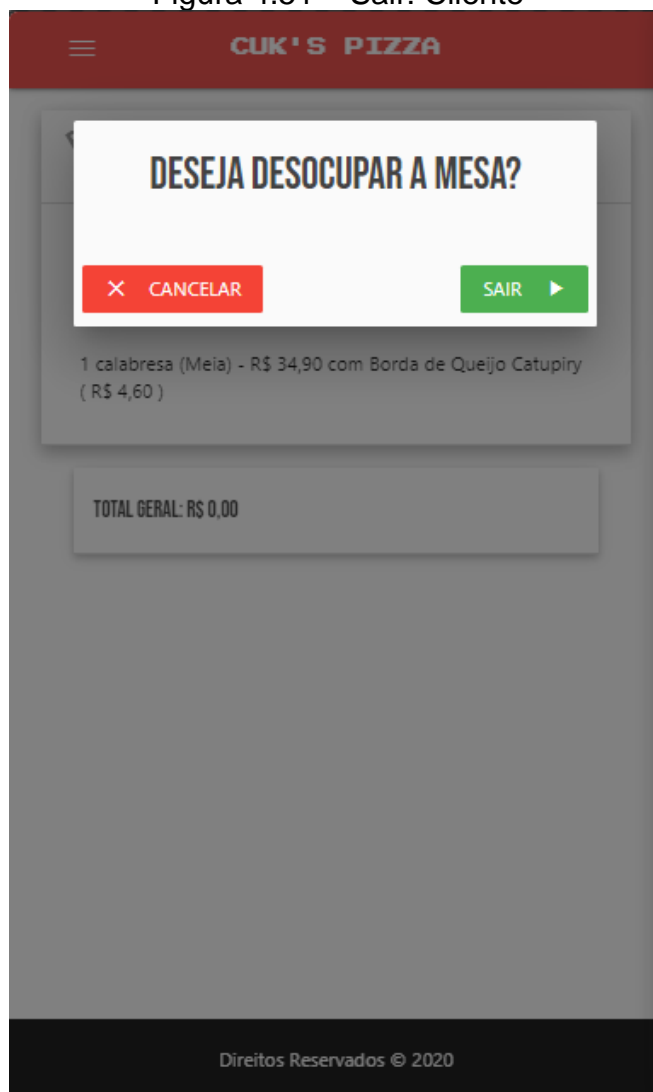 CUK'S PIZZA
DESEJA DESOCUPAR A MESA?
CANCELAR
SAIR
1 calabresa (Meia) - R$ 34,90 com Borda de Queijo Catupiry
( R$ 4,60 )
TOTAL GERAL: R$ 0,00
Direitos Reservados © 2020